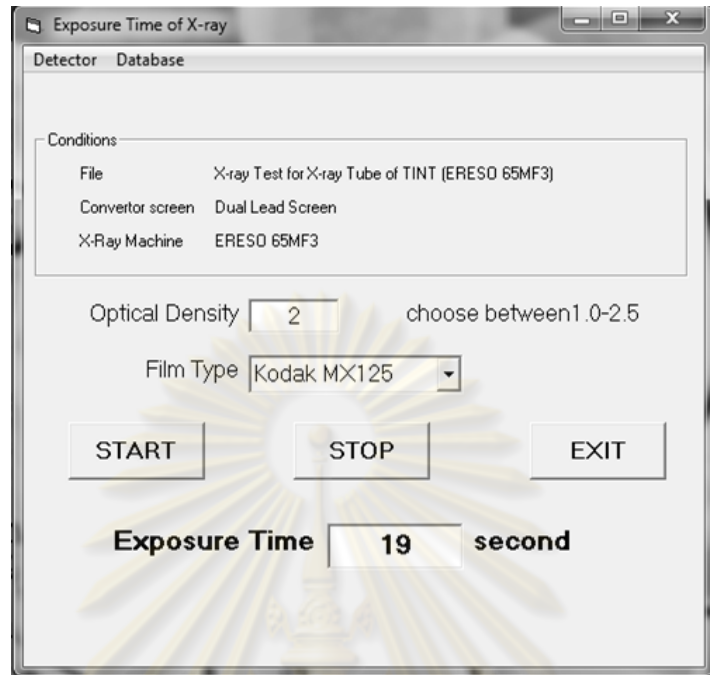 Exposure Time of X-ray
Detector Database
Conditions
File X-ray Test for X-ray Tube of TINT (ERESO 65MF3)
Convertor screen Dual Lead Screen
X-Ray Machine ERESO 65MF3
Optical Density 2 choose between1.0-2.5
Film Type Kodak MX125
START STOP EXIT
Exposure Time 19 second